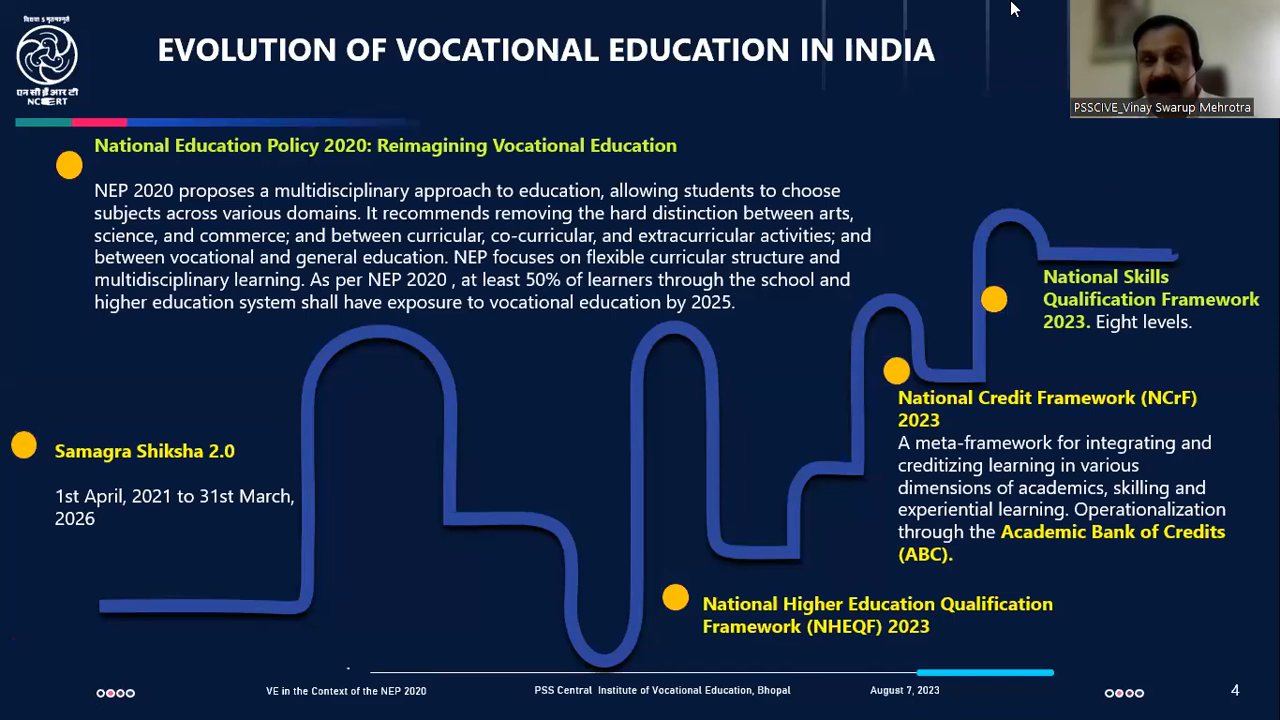 विद्यया ऽ मृतमश्नुते
एन सी ई आर टी
NCERT
EVOLUTION OF VOCATIONAL EDUCATION IN INDIA
PSSCIVE_Vinay Swarup Mehrotra
National Education Policy 2020: Reimagining Vocational Education
NEP 2020 proposes a multidisciplinary approach to education, allowing students to choose
subjects across various domains. It recommends removing the hard distinction between arts,
science, and commerce; and between curricular, co-curricular, and extracurricular activities; and
between vocational and general education. NEP focuses on flexible curricular structure and
multidisciplinary learning. As per NEP 2020 , at least 50% of learners through the school and
higher education system shall have exposure to vocational education by 2025.
National Skills
Qualification Framework
2023. Eight levels.
National Credit Framework (NCrF)
2023
A meta-framework for integrating and
creditizing learning in various
dimensions of academics, skilling and
experiential learning. Operationalization
through the Academic Bank of Credits
(ABC).
Samagra Shiksha 2.0
1st April, 2021 to 31st March,
2026
National Higher Education Qualification
Framework (NHEQF) 2023
VE in the Context of the NEP 2020
PSS Central Institute of Vocational Education, Bhopal
August 7, 2023
4